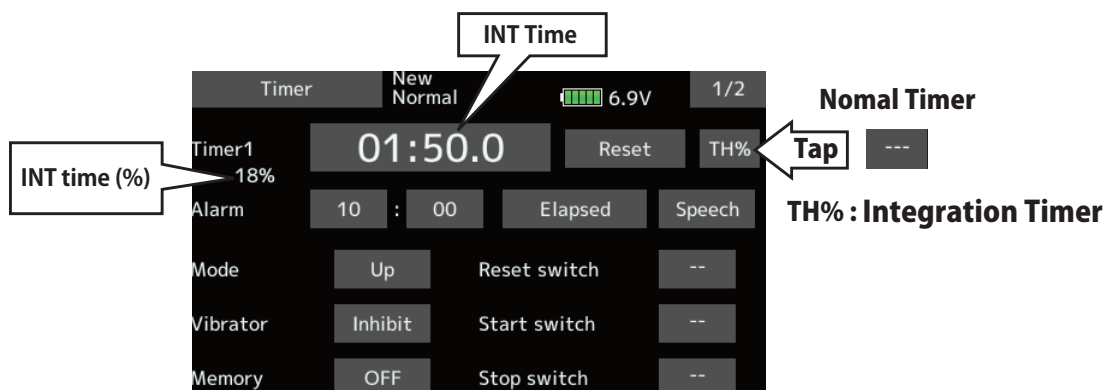 INT Time
Timer New Normal 6.9V 1/2
Nomal Timer
Timer1 01:50.0 Reset TH% Tap ---
INT time (%) 18%
Alarm 10 : 00 Elapsed Speech
TH% : Integration Timer
Mode Up Reset switch --
Vibrator Inhibit Start switch --
Memory OFF Stop switch --